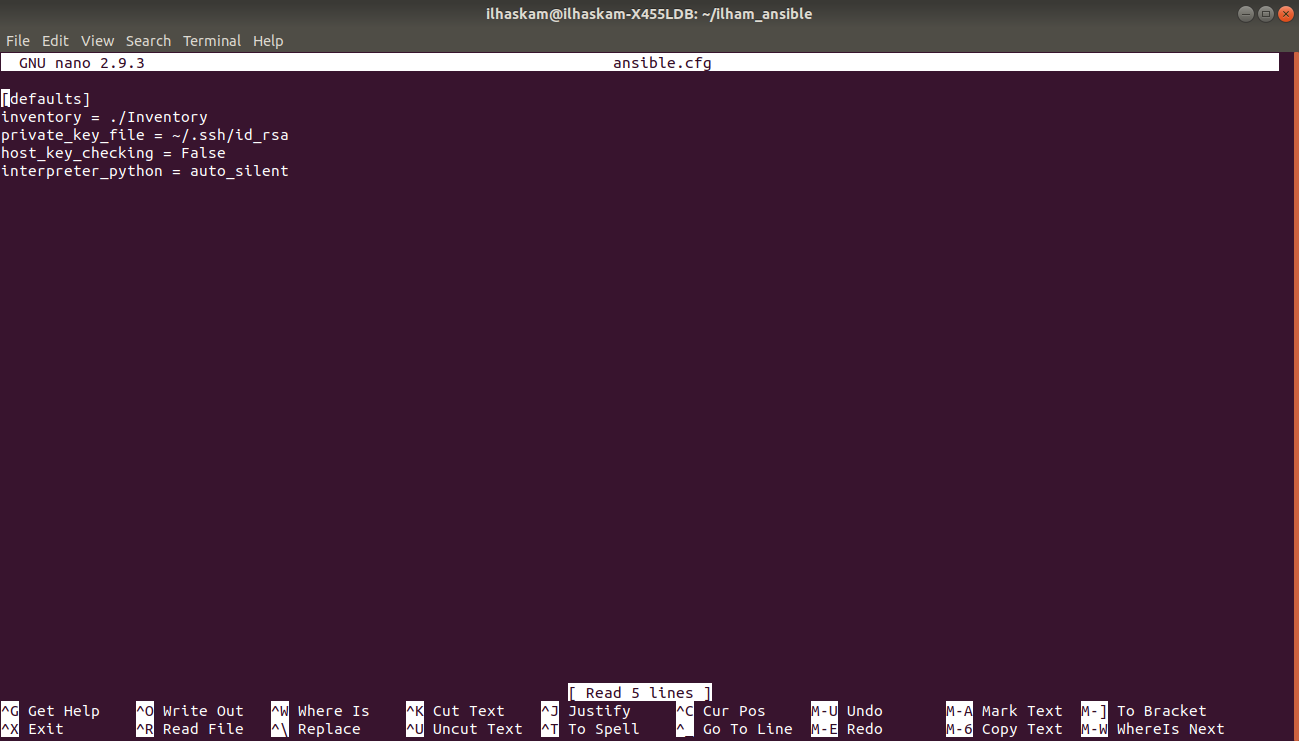 ilhaskam@ilhaskam-X455LDB: ~/ilham_ansible
File Edit View Search Terminal Help
GNU nano 2.9.3 ansible.cfg
[defaults]
inventory = ./Inventory
private_key_file = ~/.ssh/id_rsa
host_key_checking = False
interpreter_python = auto_silent
[ Read 5 lines ]
^G Get Help ^O Write Out ^W Where Is ^K Cut Text ^J Justify ^C Cur Pos M-U Undo M-A Mark Text M-] To Bracket
^X Exit ^R Read File ^\ Replace ^U Uncut Text ^T To Spell ^_ Go To Line M-E Redo M-6 Copy Text M-W WhereIs Next